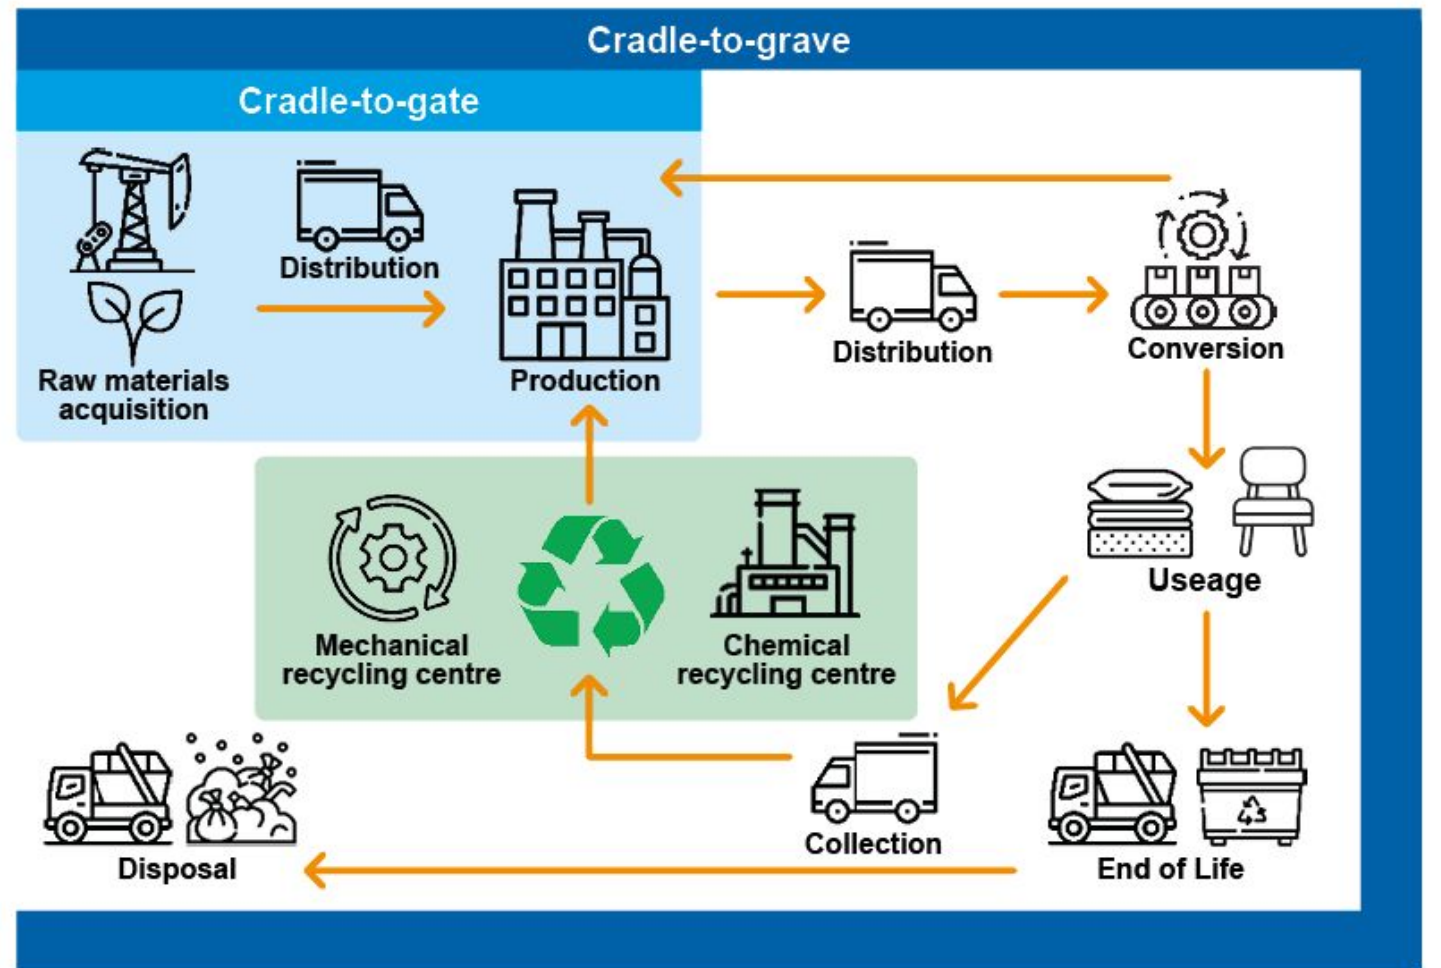 Cradle-to-grave
Cradle-to-gate
Distribution
Raw materials
acquisition
Production
Distribution
Conversion
Useage
Mechanical
recycling centre
Chemical
recycling centre
Disposal
Collection
End of Life